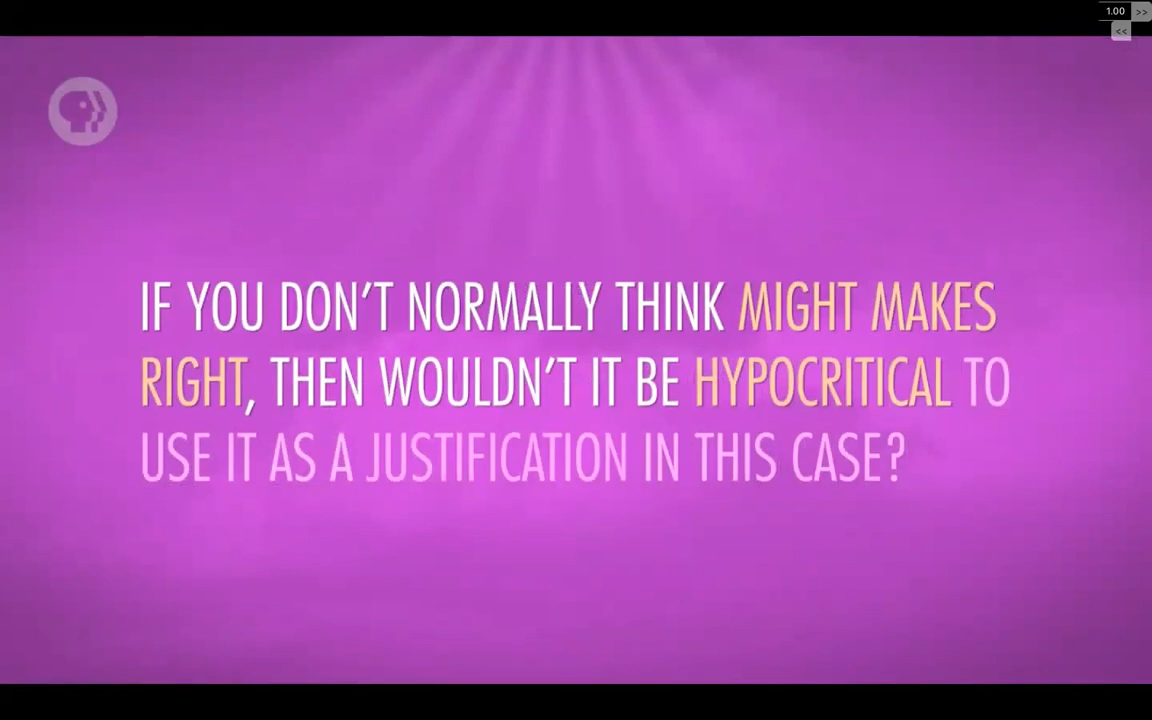 1.00 >>
<<
IF YOU DON'T NORMALLY THINK MIGHT MAKES
RIGHT, THEN WOULDN'T IT BE HYPOCRITICAL TO
USE IT AS A JUSTIFICATION IN THIS CASE?